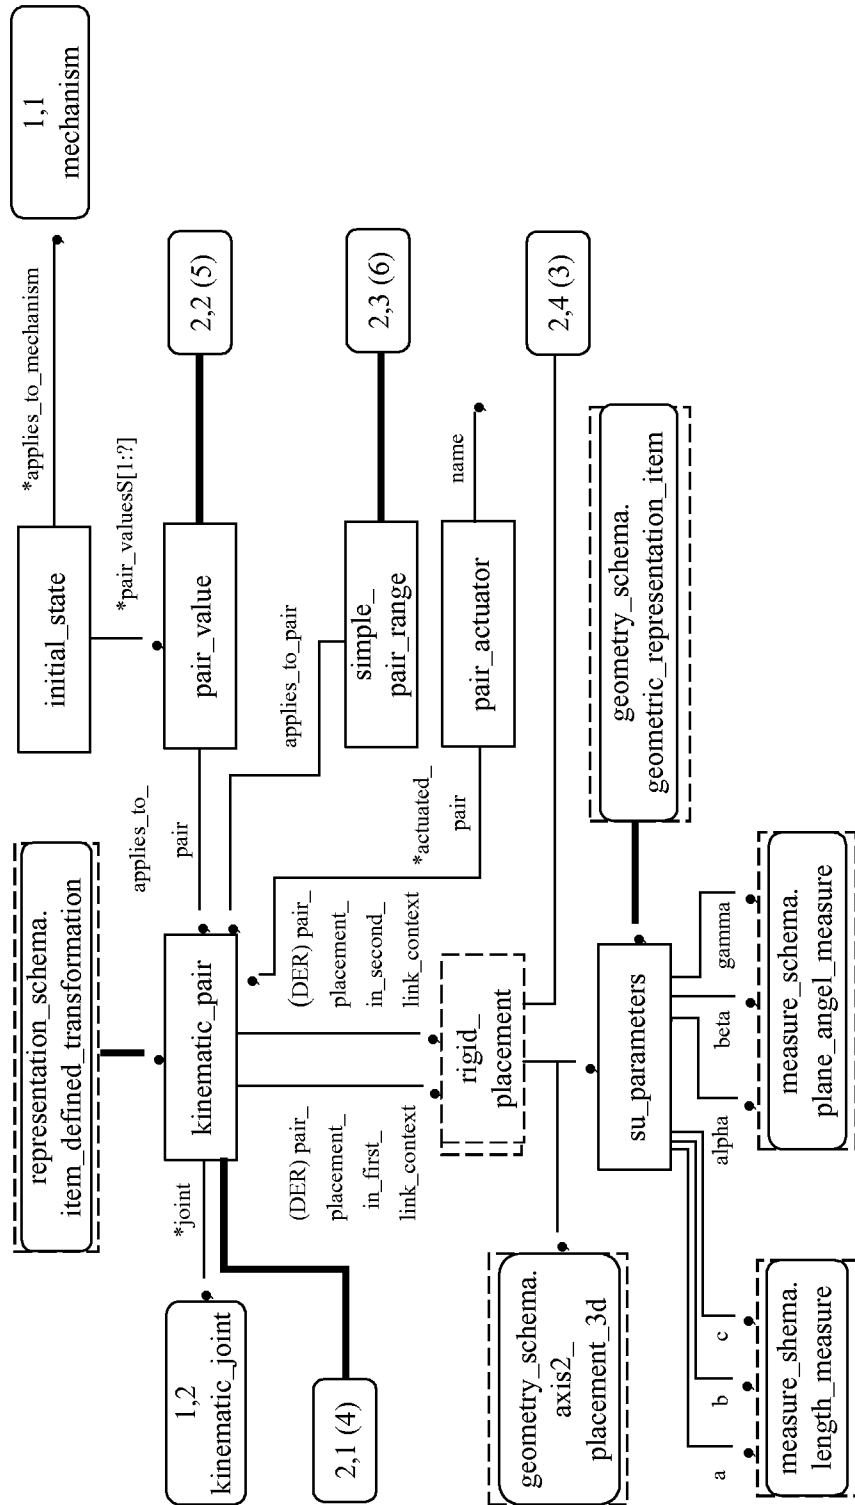 1,1
mechanism
*applies_to_mechanism
initial_state
*pair_valuesS[1:?]
2,2 (5)
pair_value
applies_to_
pair
representation_schema.
item_defined_transformation
kinematic_pair
*joint
1,2
kinematic_joint
2,1 (4)
2,3 (6)
simple_
pair_range
applies_to_pair
name
pair_actuator
*actuated_
pair
(DER) pair_
placement_
in_second_
link_context
(DER) pair_
placement_
in_first_
link_context
2,4 (3)
rigid_
placement
geometry_schema.
axis2_
placement_3d
geometry_schema.
geometric_representation_item
su_parameters
gamma
beta
alpha
c
b
a
measure_schema.
plane_angel_measure
measure_shema.
length_measure